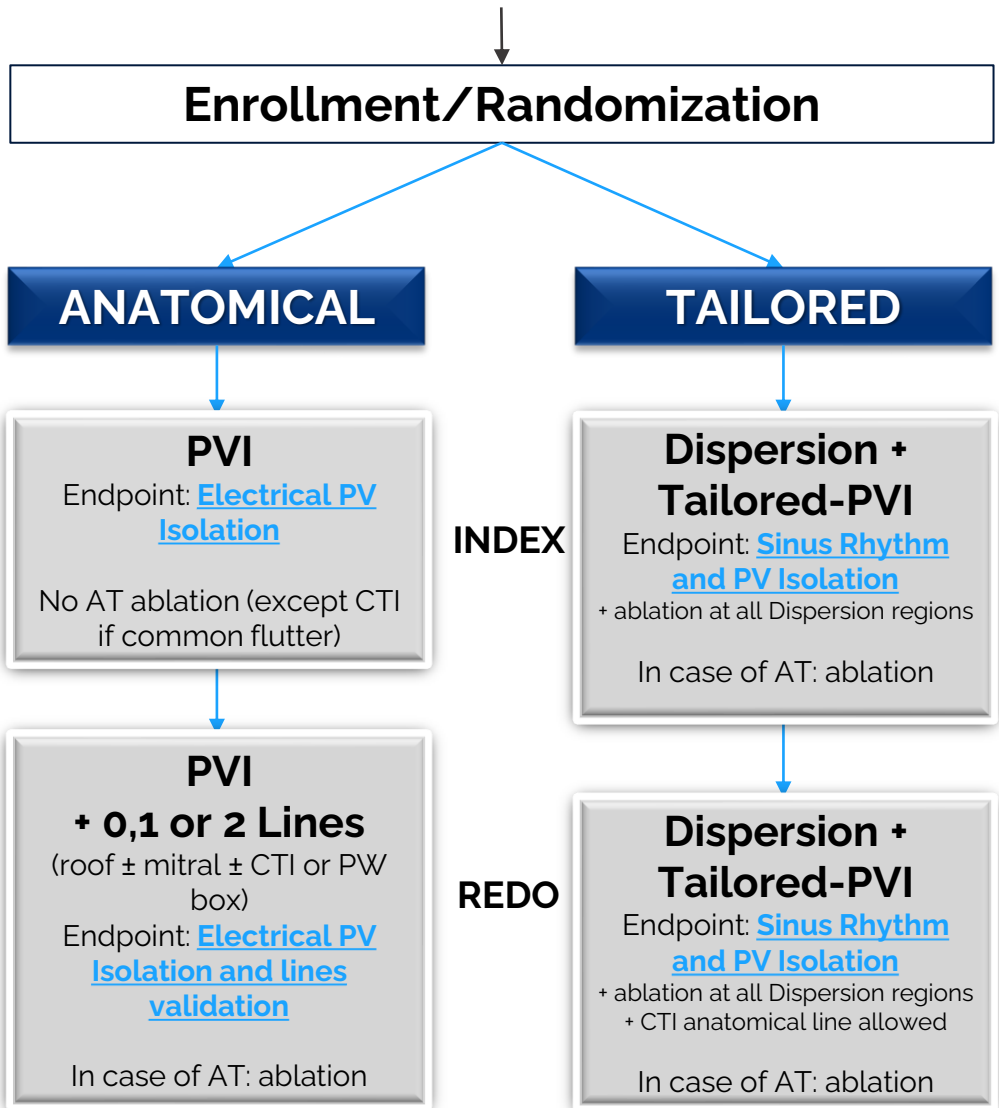 Enrollment/Randomization
ANATOMICAL
TAILORED
PVI
Endpoint: Electrical PV
Isolation
No AT ablation (except CTI
if common flutter)
INDEX
Dispersion +
Tailored-PVI
Endpoint: Sinus Rhythm
and PV Isolation
+ ablation at all Dispersion regions
In case of AT: ablation
PVI
+ 0,1 or 2 Lines
(roof ± mitral ± CTI or PW
box)
Endpoint: Electrical PV
Isolation and lines
validation
In case of AT: ablation
REDO
Dispersion +
Tailored-PVI
Endpoint: Sinus Rhythm
and PV Isolation
+ ablation at all Dispersion regions
+ CTI anatomical line allowed
In case of AT: ablation